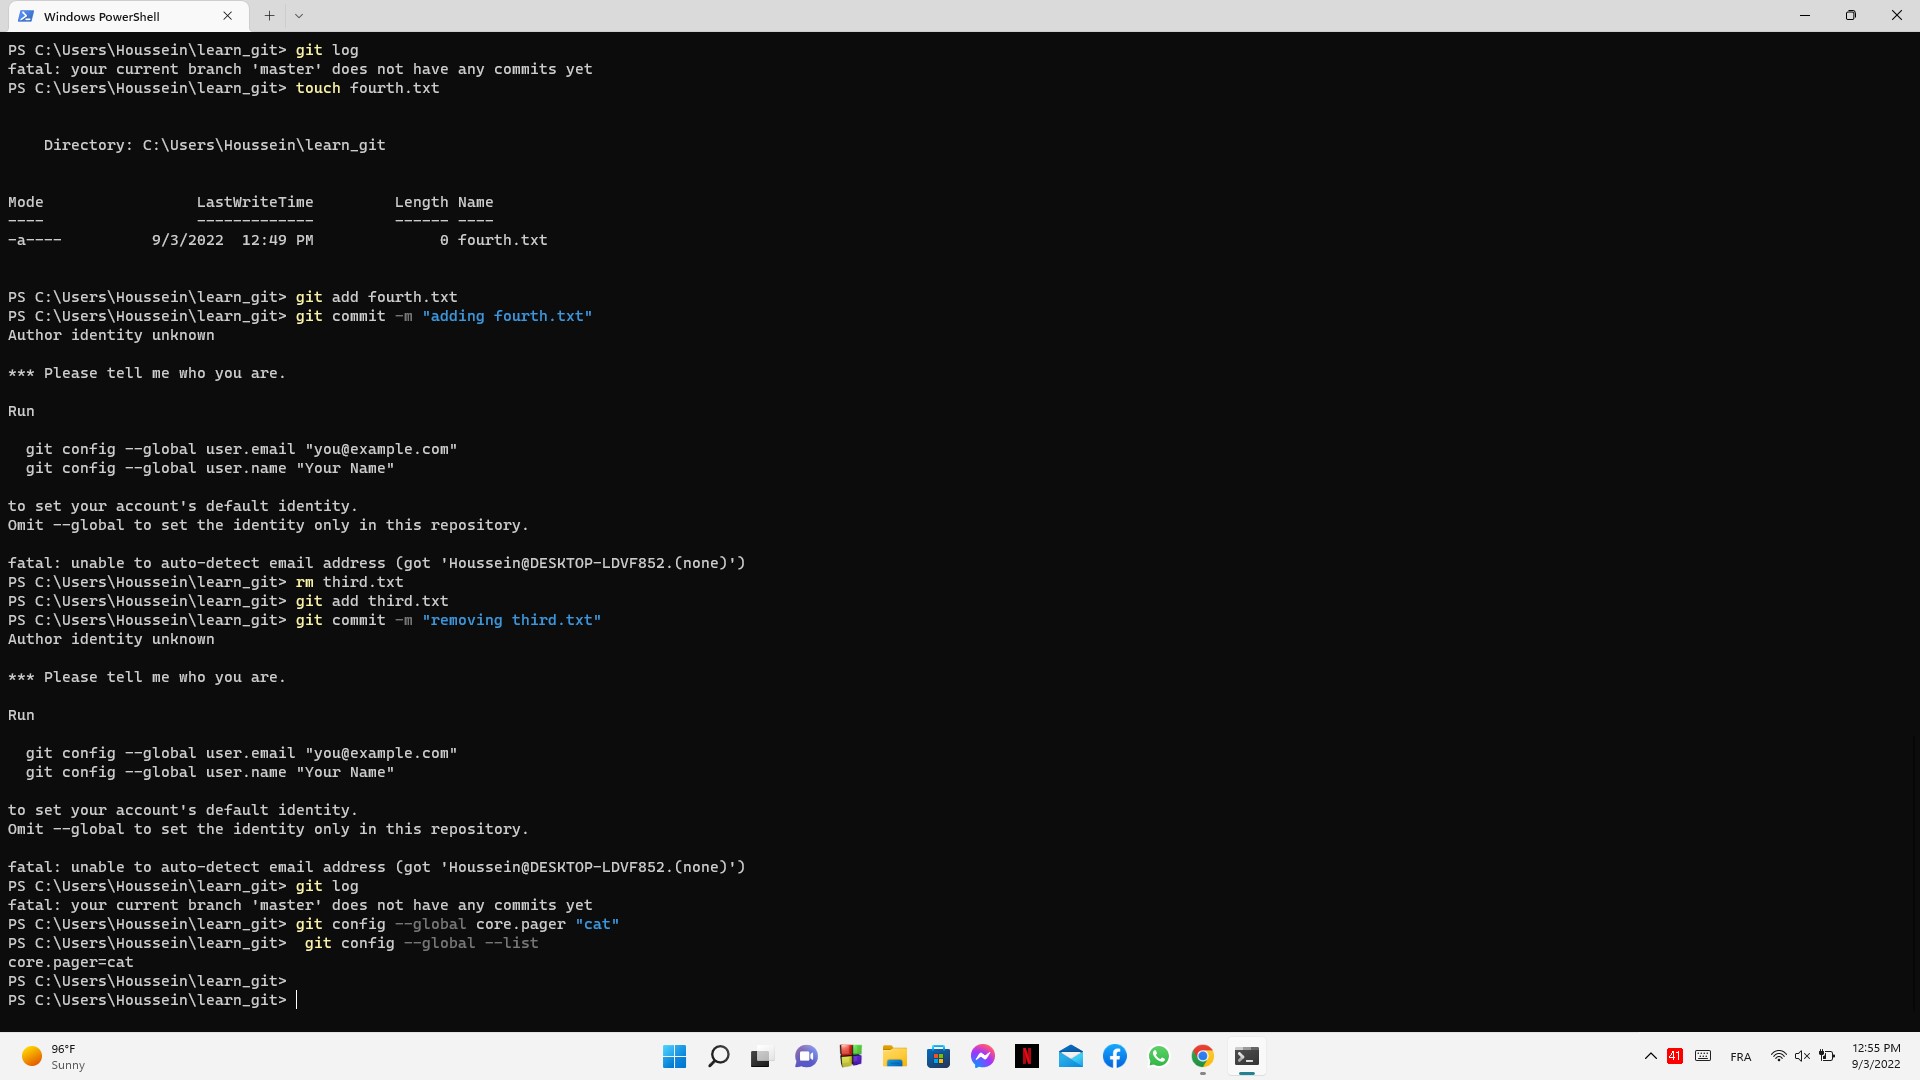 Windows PowerShell
PS C:\Users\Houssein\learn_git> git log
fatal: your current branch 'master' does not have any commits yet
PS C:\Users\Houssein\learn_git> touch fourth.txt
    Directory: C:\Users\Houssein\learn_git
Mode                 LastWriteTime         Length Name
----                 -------------         ------ ----
-a----          9/3/2022  12:49 PM              0 fourth.txt
PS C:\Users\Houssein\learn_git> git add fourth.txt
PS C:\Users\Houssein\learn_git> git commit -m "adding fourth.txt"
Author identity unknown
*** Please tell me who you are.
Run
  git config --global user.email "you@example.com"
  git config --global user.name "Your Name"
to set your account's default identity.
Omit --global to set the identity only in this repository.
fatal: unable to auto-detect email address (got 'Houssein@DESKTOP-LDVF852.(none)')
PS C:\Users\Houssein\learn_git> rm third.txt
PS C:\Users\Houssein\learn_git> git add third.txt
PS C:\Users\Houssein\learn_git> git commit -m "removing third.txt"
Author identity unknown
*** Please tell me who you are.
Run
  git config --global user.email "you@example.com"
  git config --global user.name "Your Name"
to set your account's default identity.
Omit --global to set the identity only in this repository.
fatal: unable to auto-detect email address (got 'Houssein@DESKTOP-LDVF852.(none)')
PS C:\Users\Houssein\learn_git> git log
fatal: your current branch 'master' does not have any commits yet
PS C:\Users\Houssein\learn_git> git config --global core.pager "cat"
PS C:\Users\Houssein\learn_git>  git config --global --list
core.pager=cat
PS C:\Users\Houssein\learn_git>
PS C:\Users\Houssein\learn_git>
96°F
Sunny
N
41
FRA
12:55 PM
9/3/2022